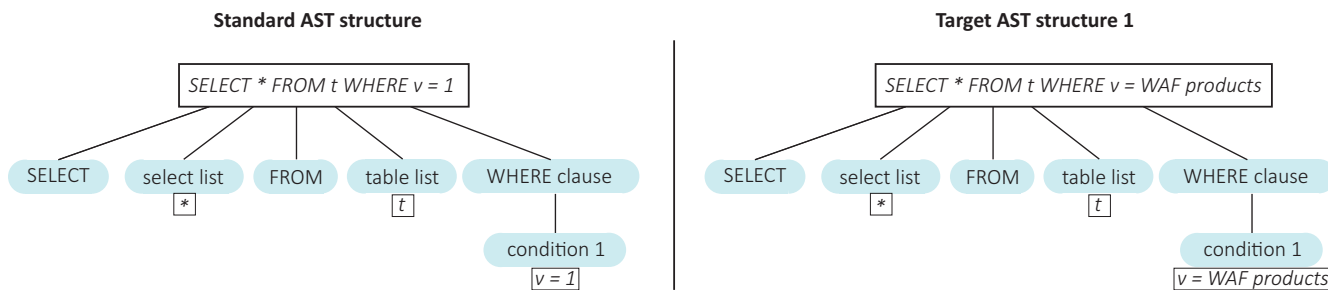 Standard AST structure
SELECT * FROM t WHERE v = 1
SELECT select list FROM table list WHERE clause
* t
condition 1
v = 1
Target AST structure 1
SELECT * FROM t WHERE v = WAF products
SELECT select list FROM table list WHERE clause
* t
condition 1
v = WAF products